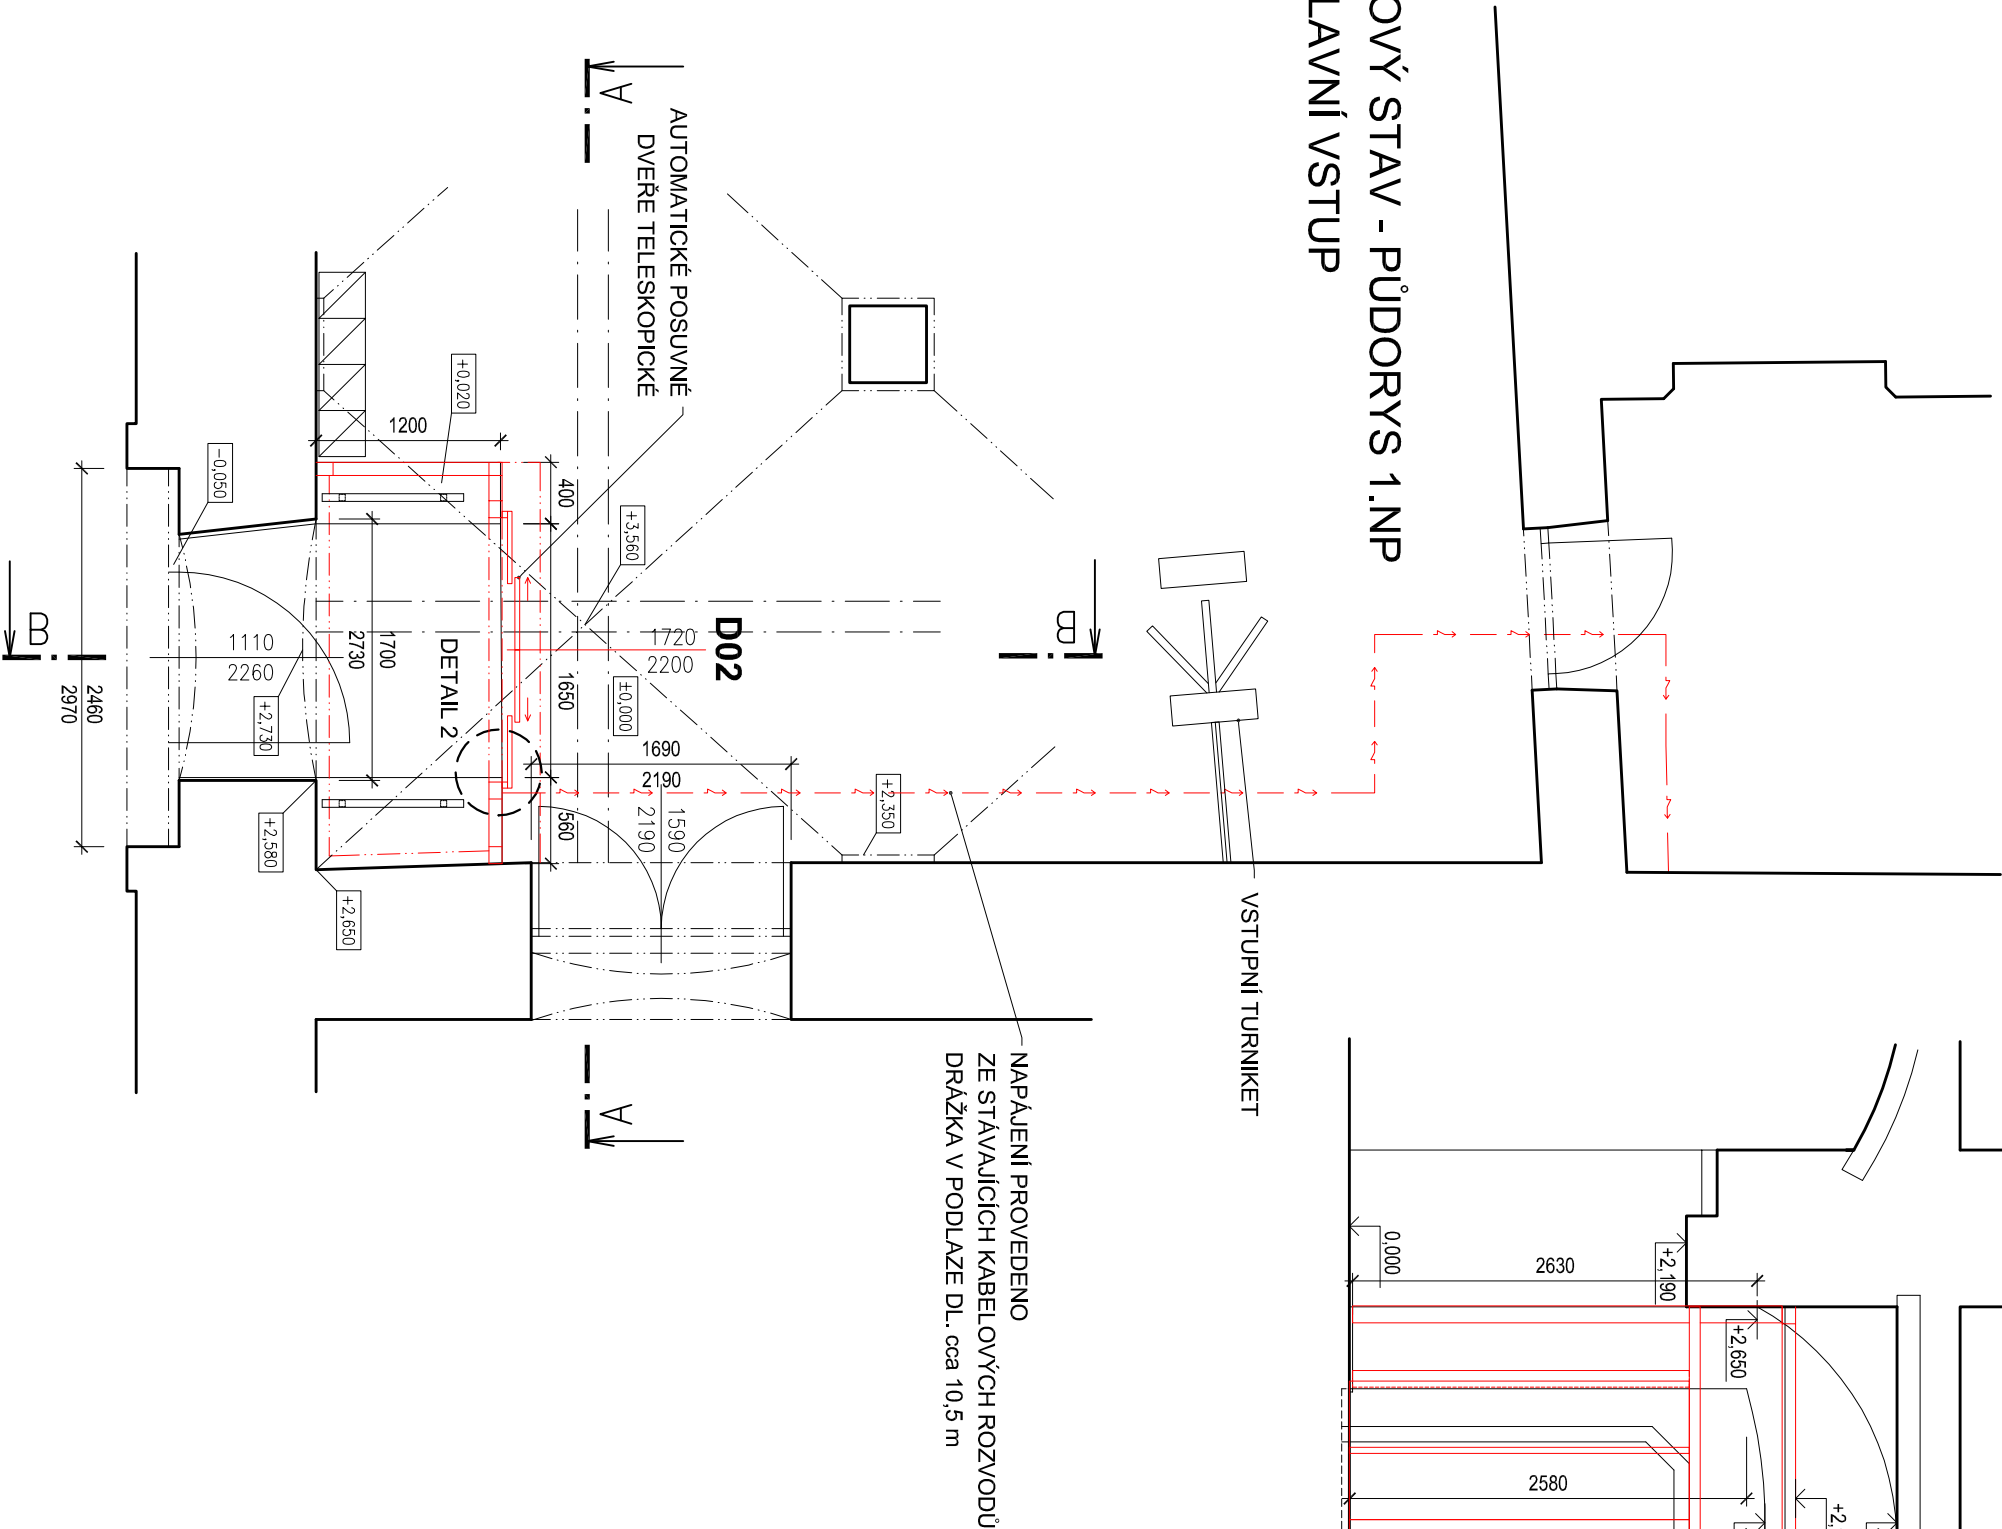 OVÝ STAV - PŮDORYS 1.NP
LAVNÍ VSTUP
A
AUTOMATICKÉ POSUVNÉ
DVEŘE TELESKOPICKÉ
+0,020
1200
-0,050
400
+3,560
B
B
1110
2260
1700
2730
+2,730
DETAIL 2
1650
D02
1720
2200
±0,000
1690
2190
1590
2190
560
+2,350
2460
2970
+2,580
+2,650
A
VSTUPNÍ TURNIKET
NAPÁJENÍ PROVEDENO
ZE STÁVAJÍCÍCH KABELOVÝCH ROZVODŮ
DRÁŽKA V PODLAZE DL. cca 10,5 m
0,000
2630
+2,190
+2,650
2580
+2,